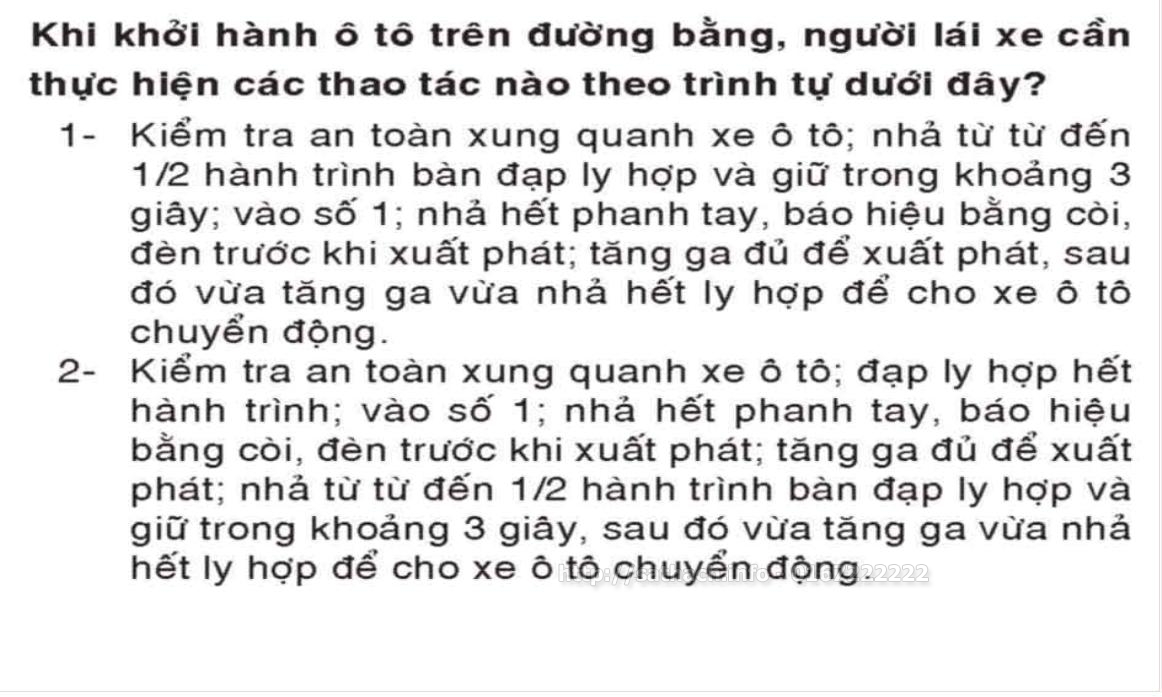 Khi khởi hành ô tô trên đường bằng, người lái xe cần
thực hiện các thao tác nào theo trình tự dưới đây?
1- Kiểm tra an toàn xung quanh xe ô tô; nhả từ từ đến
1/2 hành trình bàn đạp ly hợp và giữ trong khoảng 3
giây; vào số 1; nhả hết phanh tay, báo hiệu bằng còi,
đèn trước khi xuất phát; tăng ga đủ để xuất phát, sau
đó vừa tăng ga vừa nhả hết ly hợp để cho xe ô tô
chuyển động.
2- Kiểm tra an toàn xung quanh xe ô tô; đạp ly hợp hết
hành trình; vào số 1; nhả hết phanh tay, báo hiệu
bằng còi, đèn trước khi xuất phát; tăng ga đủ để xuất
phát; nhả từ từ đến 1/2 hành trình bàn đạp ly hợp và
giữ trong khoảng 3 giây, sau đó vừa tăng ga vừa nhả
hết ly hợp để cho xe ô tô chuyển động.